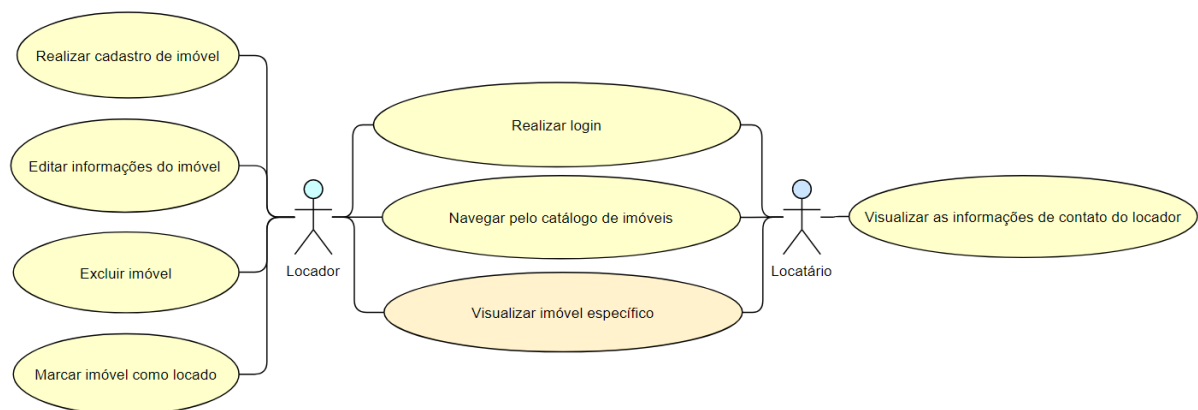 Realizar cadastro de imóvel
Editar informações do imóvel
Excluir imóvel
Marcar imóvel como locado
Locador
Realizar login
Navegar pelo catálogo de imóveis
Visualizar imóvel específico
Locatário
Visualizar as informações de contato do locador